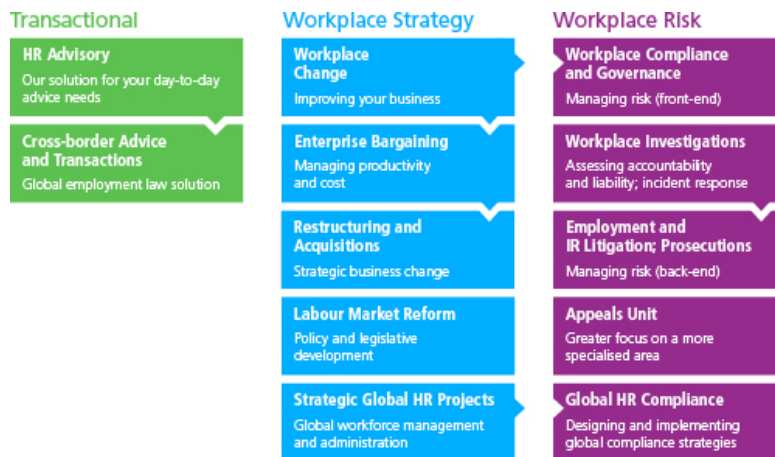 Transactional
HR Advisory
Our solution for your day-to-day
advice needs
Cross-border Advice
and Transactions
Global employment law solution
Workplace Strategy
Workplace
Change
Improving your business
Enterprise Bargaining
Managing productivity
and cost
Restructuring and
Acquisitions
Strategic business change
Labour Market Reform
Policy and legislative
development
Strategic Global HR Projects
Global workforce management
and administration
Workplace Risk
Workplace Compliance
and Governance
Managing risk (front-end)
Workplace Investigations
Assessing accountability
and liability; incident response
Employment and
IR Litigation; Prosecutions
Managing risk (back-end)
Appeals Unit
Greater focus on a more
specialised area
Global HR Compliance
Designing and implementing
global compliance strategies